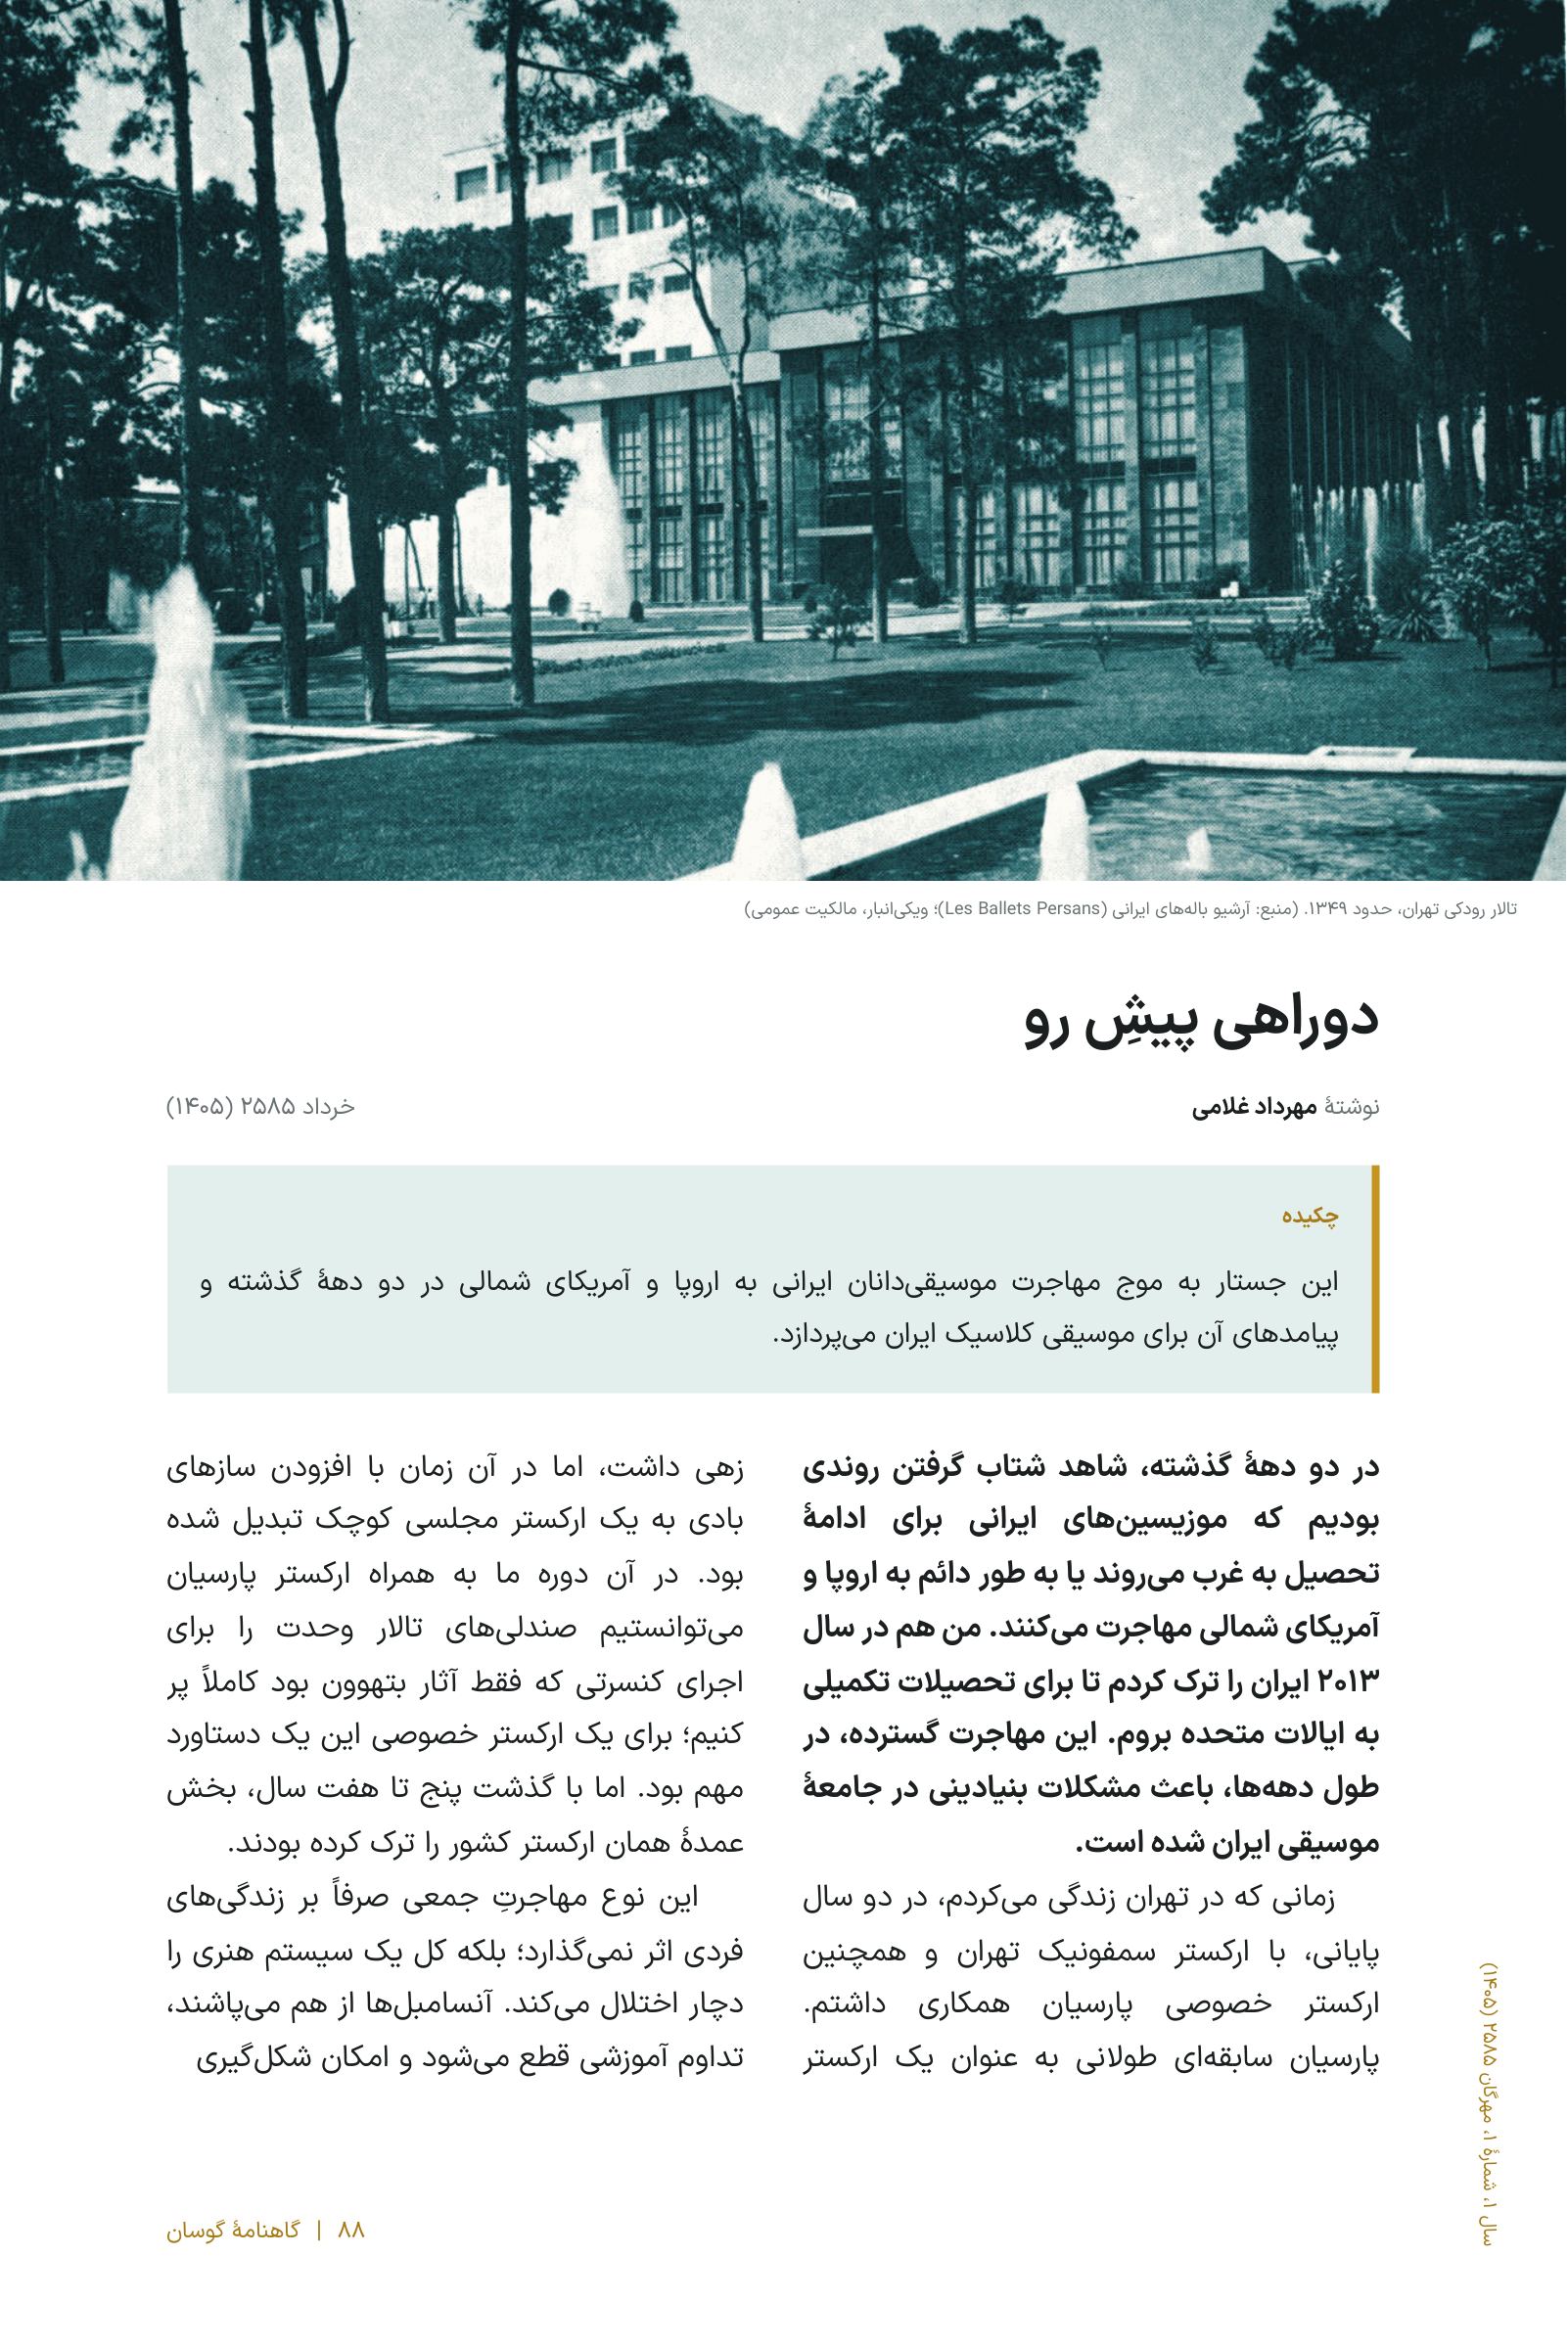 تالار رودکی تهران، حدود ۱۳۴۹. (منبع: آرشیو باله‌های ایرانی (Les Ballets Persans)؛ ویکی‌انبار، مالکیت عمومی)
دوراهی پیشِ رو
نوشتهٔ مهرداد غلامی
خرداد ۲۵۸۵ (۱۴۰۵)
چکیده
این جستار به موج مهاجرت موسیقی‌دانان ایرانی به اروپا و آمریکای شمالی در دو دههٔ گذشته و
پیامدهای آن برای موسیقی کلاسیک ایران می‌پردازد.
در دو دههٔ گذشته، شاهد شتاب گرفتن روندی
بودیم که موزیسین‌های ایرانی برای ادامهٔ
تحصیل به غرب می‌روند یا به طور دائم به اروپا و
آمریکای شمالی مهاجرت می‌کنند. من هم در سال
۲۰۱۳ ایران را ترک کردم تا برای تحصیلات تکمیلی
به ایالات متحده بروم. این مهاجرت گسترده، در
طول دهه‌ها، باعث مشکلات بنیادینی در جامعهٔ
موسیقی ایران شده است.
زمانی که در تهران زندگی می‌کردم، در دو سال
پایانی، با ارکستر سمفونیک تهران و همچنین
ارکستر خصوصی پارسیان همکاری داشتم.
پارسیان سابقه‌ای طولانی به عنوان یک ارکستر
زهی داشت، اما در آن زمان با افزودن سازهای
بادی به یک ارکستر مجلسی کوچک تبدیل شده
بود. در آن دوره ما به همراه ارکستر پارسیان
می‌توانستیم صندلی‌های تالار وحدت را برای
اجرای کنسرتی که فقط آثار بتهوون بود کاملاً پر
کنیم؛ برای یک ارکستر خصوصی این یک دستاورد
مهم بود. اما با گذشت پنج تا هفت سال، بخش
عمدهٔ همان ارکستر کشور را ترک کرده بودند.
این نوع مهاجرتِ جمعی صرفاً بر زندگی‌های
فردی اثر نمی‌گذارد؛ بلکه کل یک سیستم هنری را
دچار اختلال می‌کند. آنسامبل‌ها از هم می‌پاشند،
تداوم آموزشی قطع می‌شود و امکان شکل‌گیری
سال ۱، شمارهٔ ۱، مهرگان ۲۵۸۵ (۱۴۰۵)
۸۸ | گاهنامهٔ گوسان